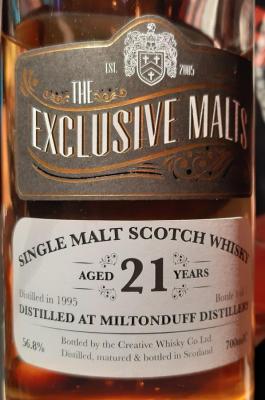 EST. 2005
THE
EXCLUSIVE MALTS
SINGLE MALT SCOTCH WHISKY
AGED 21 YEARS
Distilled in 1995 Bottle
DISTILLED AT MILTONDUFF DISTILLERY
56.8% Bottled by the Creative Whisky Co Ltd. 700ml
Distilled, matured & bottled in Scotland